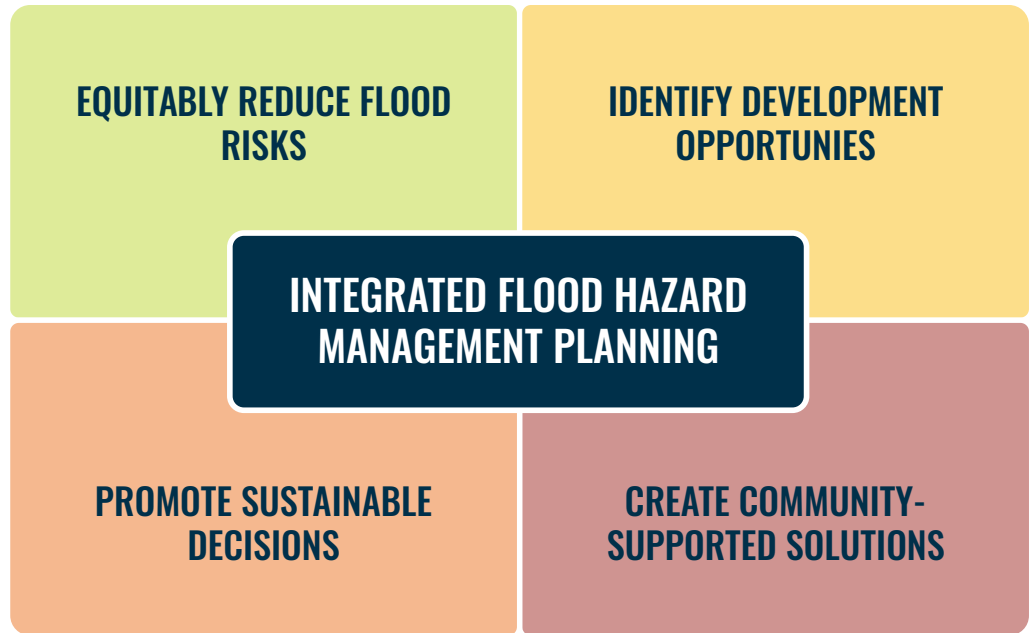 EQUITABLY REDUCE FLOOD
RISKS
IDENTIFY DEVELOPMENT
OPPORTUNIES
INTEGRATED FLOOD HAZARD
MANAGEMENT PLANNING
PROMOTE SUSTAINABLE
DECISIONS
CREATE COMMUNITY-
SUPPORTED SOLUTIONS